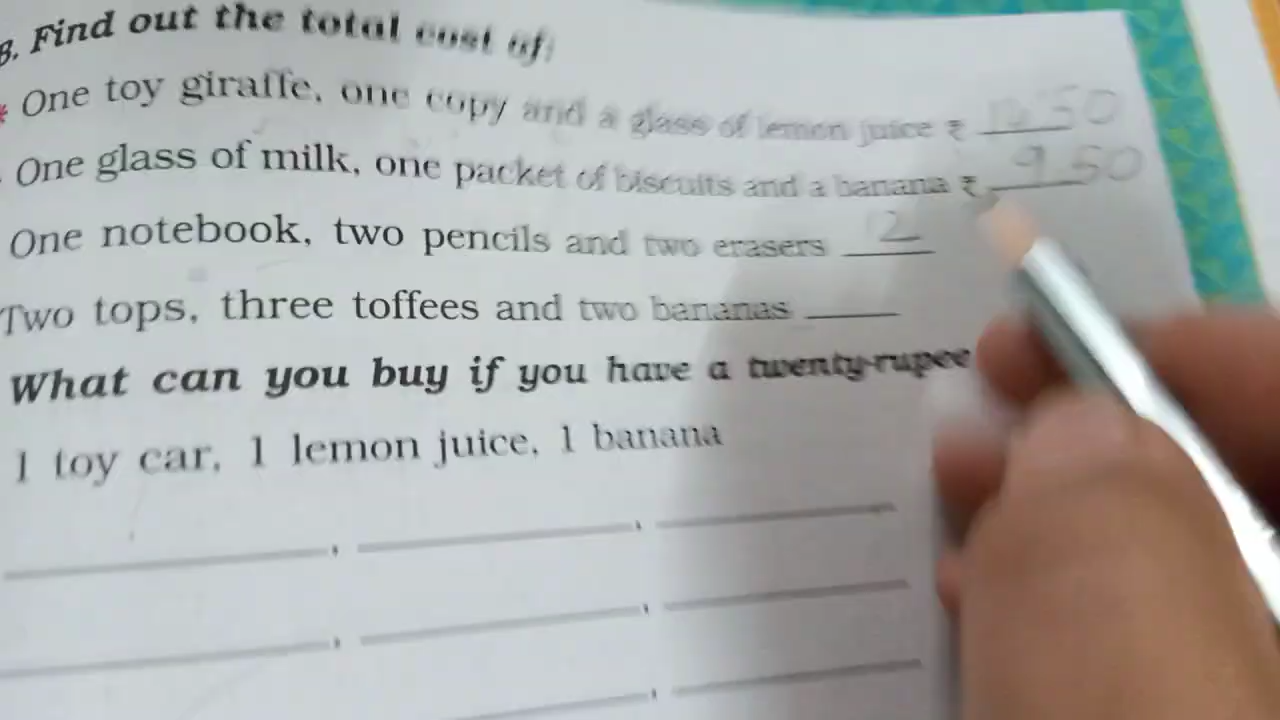 B. Find out the total cost of:
One toy giraffe, one copy and a glass of lemon juice ₹ 50
One glass of milk, one packet of biscuits and a banana ₹ 9.50
One notebook, two pencils and two erasers 12
Two tops, three toffees and two bananas
What can you buy if you have a twenty-rupee
1 toy car, 1 lemon juice, 1 banana